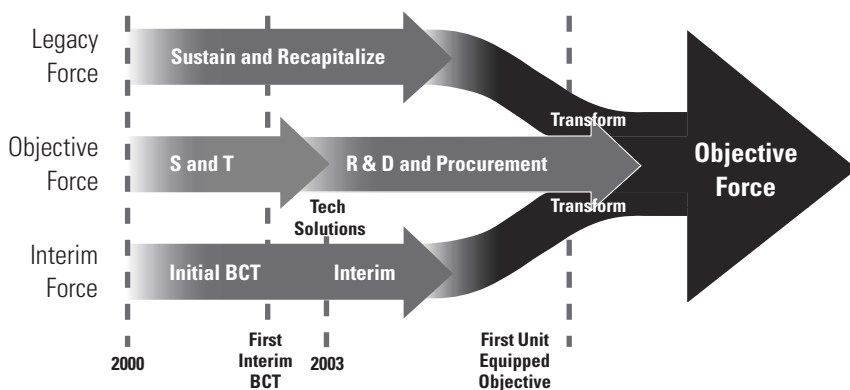 Legacy
Force
Sustain and Recapitalize
Transform
Objective
Force
S and T
R & D and Procurement
Objective
Force
Tech
Solutions
Transform
Interim
Force
Initial BCT
Interim
2000
First
Interim
BCT
2003
First Unit
Equipped
Objective